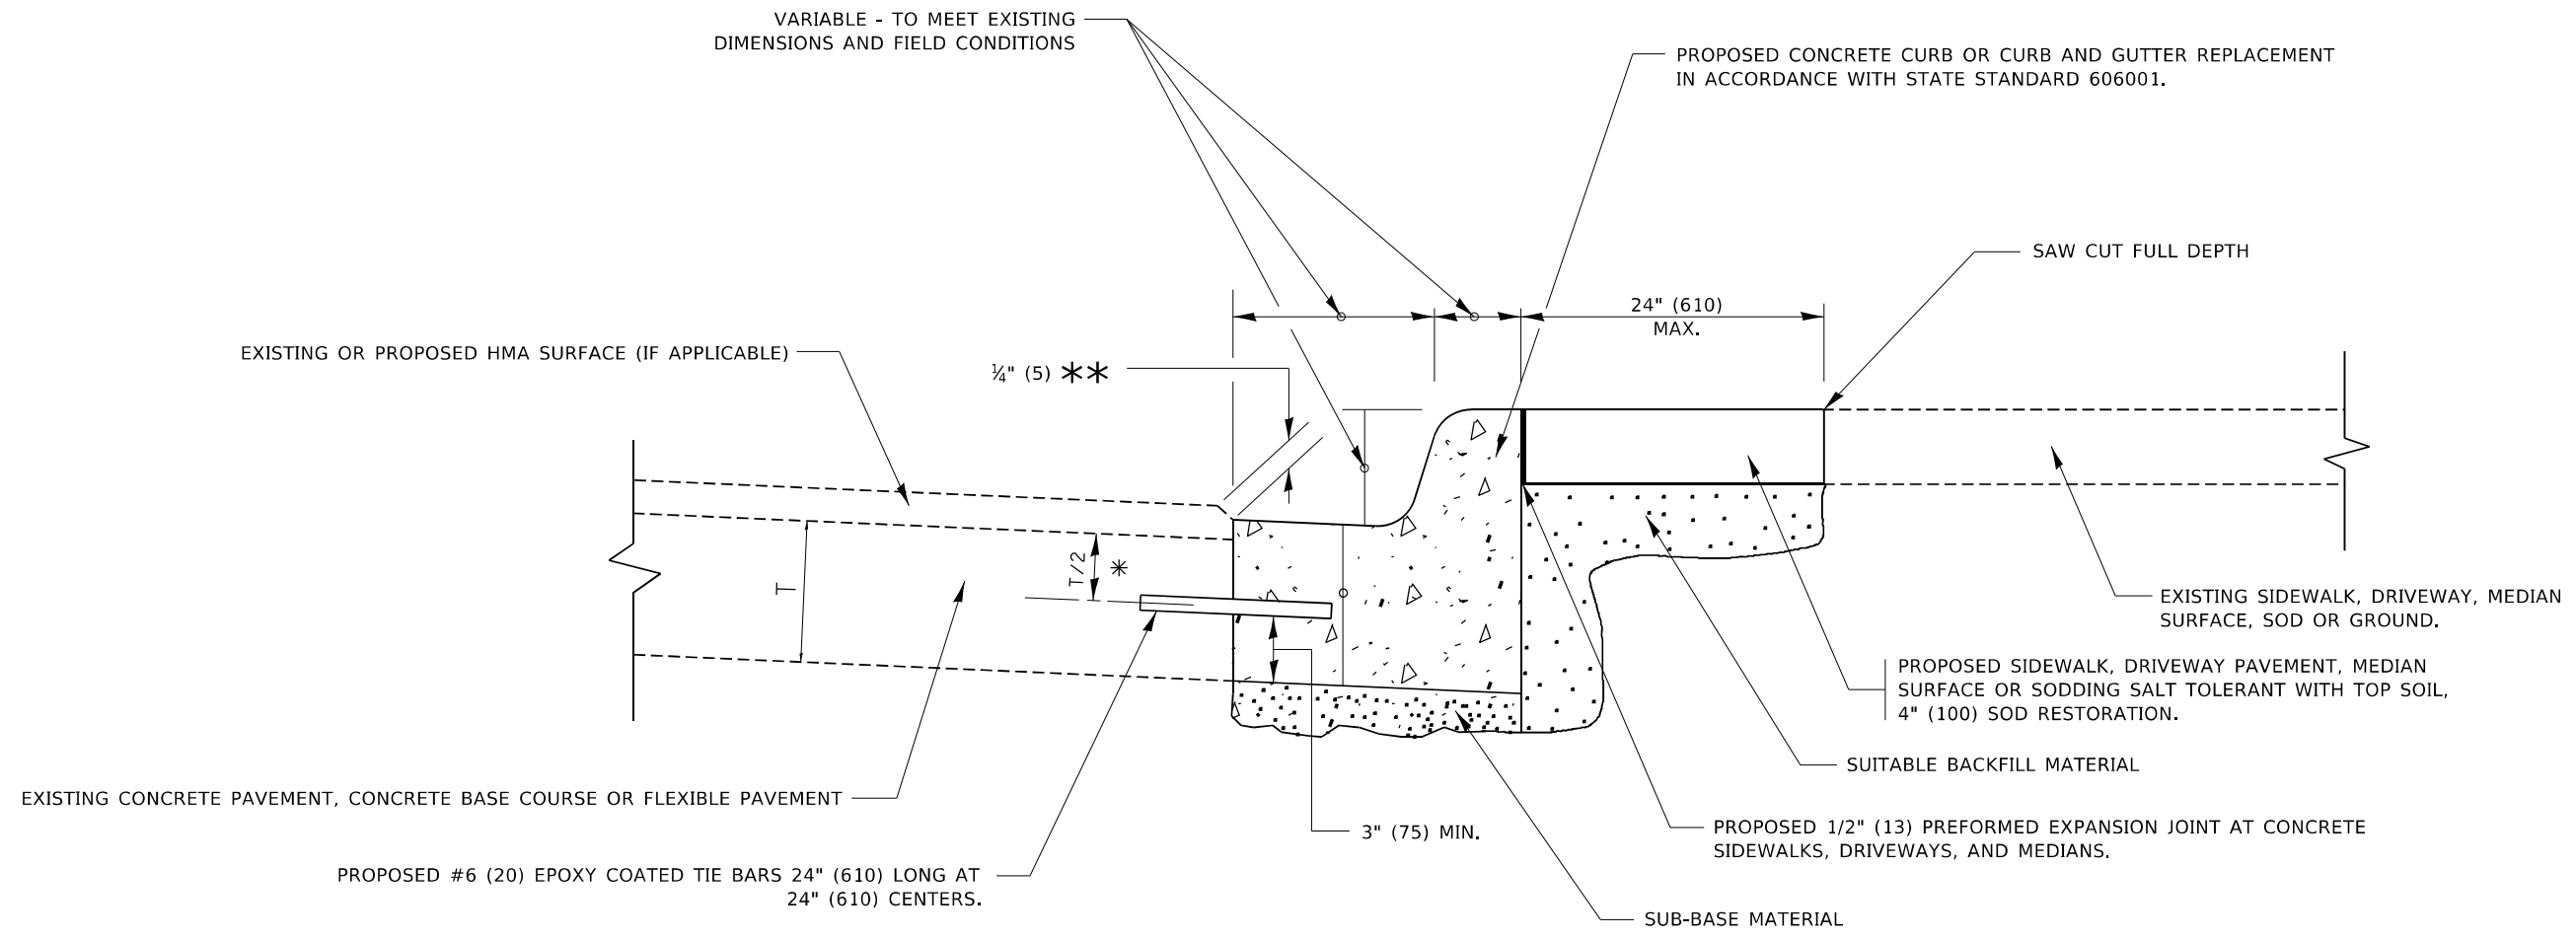 VARIABLE - TO MEET EXISTING
DIMENSIONS AND FIELD CONDITIONS
PROPOSED CONCRETE CURB OR CURB AND GUTTER REPLACEMENT
IN ACCORDANCE WITH STATE STANDARD 606001.
SAW CUT FULL DEPTH
24" (610)
MAX.
EXISTING OR PROPOSED HMA SURFACE (IF APPLICABLE)
¼" (5) **
T
T/2
*
EXISTING SIDEWALK, DRIVEWAY, MEDIAN
SURFACE, SOD OR GROUND.
PROPOSED SIDEWALK, DRIVEWAY PAVEMENT, MEDIAN
SURFACE OR SODDING SALT TOLERANT WITH TOP SOIL,
4" (100) SOD RESTORATION.
SUITABLE BACKFILL MATERIAL
EXISTING CONCRETE PAVEMENT, CONCRETE BASE COURSE OR FLEXIBLE PAVEMENT
3" (75) MIN.
PROPOSED 1/2" (13) PREFORMED EXPANSION JOINT AT CONCRETE
SIDEWALKS, DRIVEWAYS, AND MEDIANS.
PROPOSED #6 (20) EPOXY COATED TIE BARS 24" (610) LONG AT
24" (610) CENTERS.
SUB-BASE MATERIAL